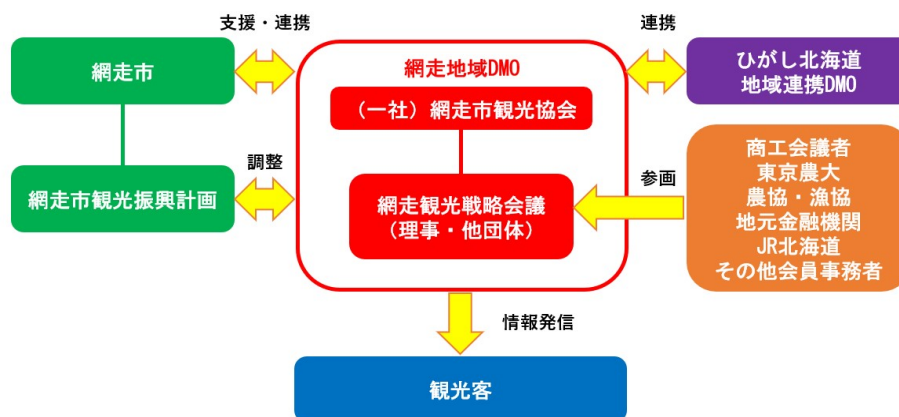 支援・連携
連携
網走市
網走地域DMO
ひがし北海道
地域連携DMO
（一社）網走市観光協会
調整
網走市観光振興計画
網走観光戦略会議
（理事・他団体）
参画
商工会議者
東京農大
農協・漁協
地元金融機関
JR北海道
その他会員事務者
情報発信
観光客